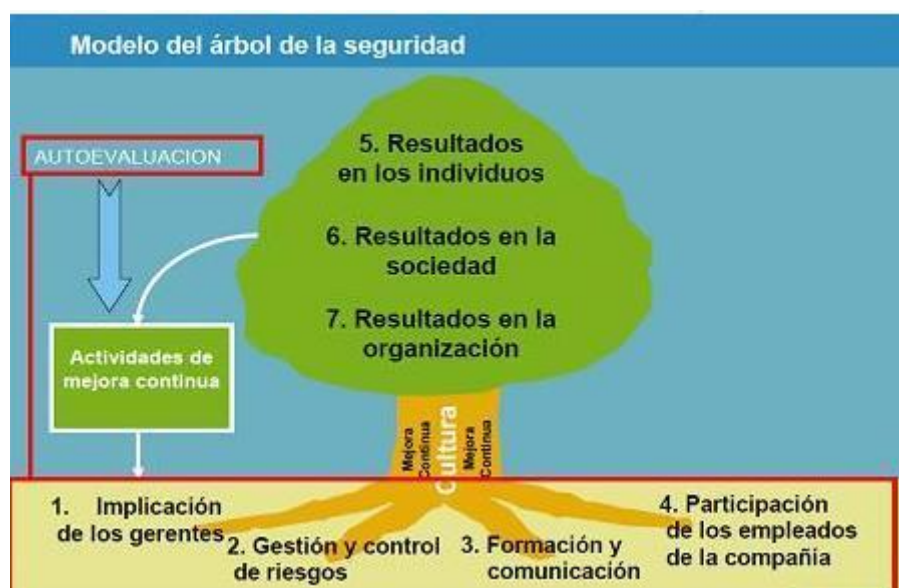 Modelo del árbol de la seguridad
AUTOEVALUACION
5. Resultados
en los individuos
6. Resultados en la
sociedad
7. Resultados en la
organización
Actividades de
mejora continua
Mejora
Continua
Cultura
Mejora
Continua
1. Implicación
de los gerentes
2. Gestión y control
de riesgos
3. Formación y
comunicación
4. Participación
de los empleados
de la compañía